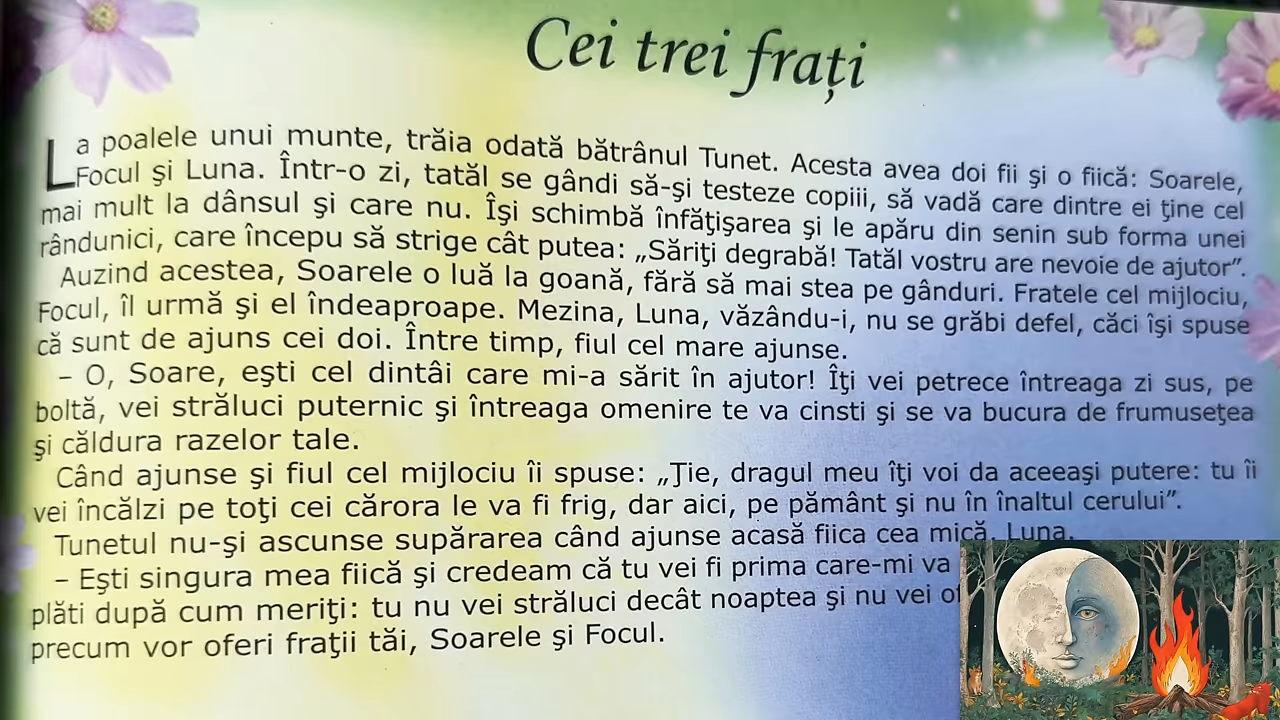 Cei trei frați
La poalele unui munte, trăia odată bătrânul Tunet. Acesta avea doi fii şi o fiică: Soarele,
Focul şi Luna. Într-o zi, tatăl se gândi să-şi testeze copiii, să vadă care dintre ei ţine cel
mai mult la dânsul şi care nu. Îşi schimbă înfăţişarea şi le apăru din senin sub forma unei
rândunici, care începu să strige cât putea: „Săriţi degrabă! Tatăl vostru are nevoie de ajutor”.
Auzind acestea, Soarele o luă la goană, fără să mai stea pe gânduri. Fratele cel mijlociu,
Focul, îl urmă şi el îndeaproape. Mezina, Luna, văzându-i, nu se grăbi defel, căci îşi spuse
că sunt de ajuns cei doi. Între timp, fiul cel mare ajunse.
– O, Soare, eşti cel dintâi care mi-a sărit în ajutor! Îţi vei petrece întreaga zi sus, pe
boltă, vei străluci puternic şi întreaga omenire te va cinsti şi se va bucura de frumuseţea
şi căldura razelor tale.
Când ajunse şi fiul cel mijlociu îi spuse: „Ţie, dragul meu îţi voi da aceeaşi putere: tu îi
vei încălzi pe toţi cei cărora le va fi frig, dar aici, pe pământ şi nu în înaltul cerului”.
Tunetul nu-şi ascunse supărarea când ajunse acasă fiica cea mică, Luna.
– Eşti singura mea fiică şi credeam că tu vei fi prima care-mi va
plăti după cum meriţi: tu nu vei străluci decât noaptea şi nu vei
precum vor oferi fraţii tăi, Soarele şi Focul.